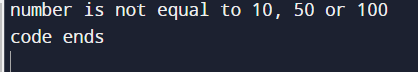 number is not equal to 10, 50 or 100
code ends